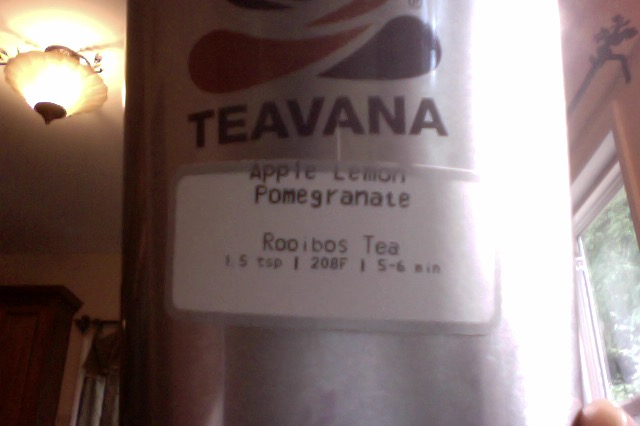 TEAVANA
Apple Lemon
Pomegranate
Rooibos Tea
1.5 tsp | 208F | 5-6 min